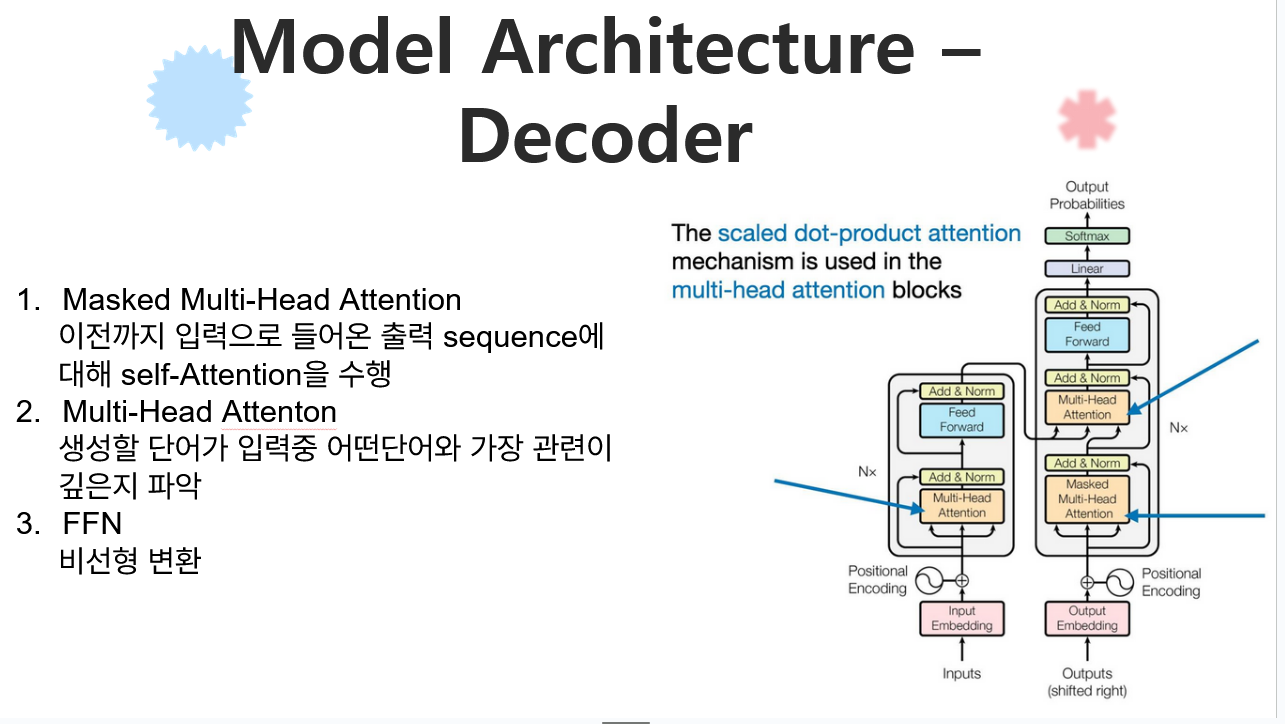 Model Architecture –
Decoder
1. Masked Multi-Head Attention
이전까지 입력으로 들어온 출력 sequence에
대해 self-Attention을 수행
2. Multi-Head Attenton
생성할 단어가 입력중 어떤단어와 가장 관련이
깊은지 파악
3. FFN
비선형 변환
The scaled dot-product attention
mechanism is used in the
multi-head attention blocks
Output
Probabilities
Softmax
Linear
Add & Norm
Feed
Forward
Add & Norm
Multi-Head
Attention
Nx
Add & Norm
Masked
Multi-Head
Attention
Add & Norm
Feed
Forward
Nx
Add & Norm
Multi-Head
Attention
Positional
Encoding
Positional
Encoding
Input
Embedding
Output
Embedding
Inputs
Outputs
(shifted right)